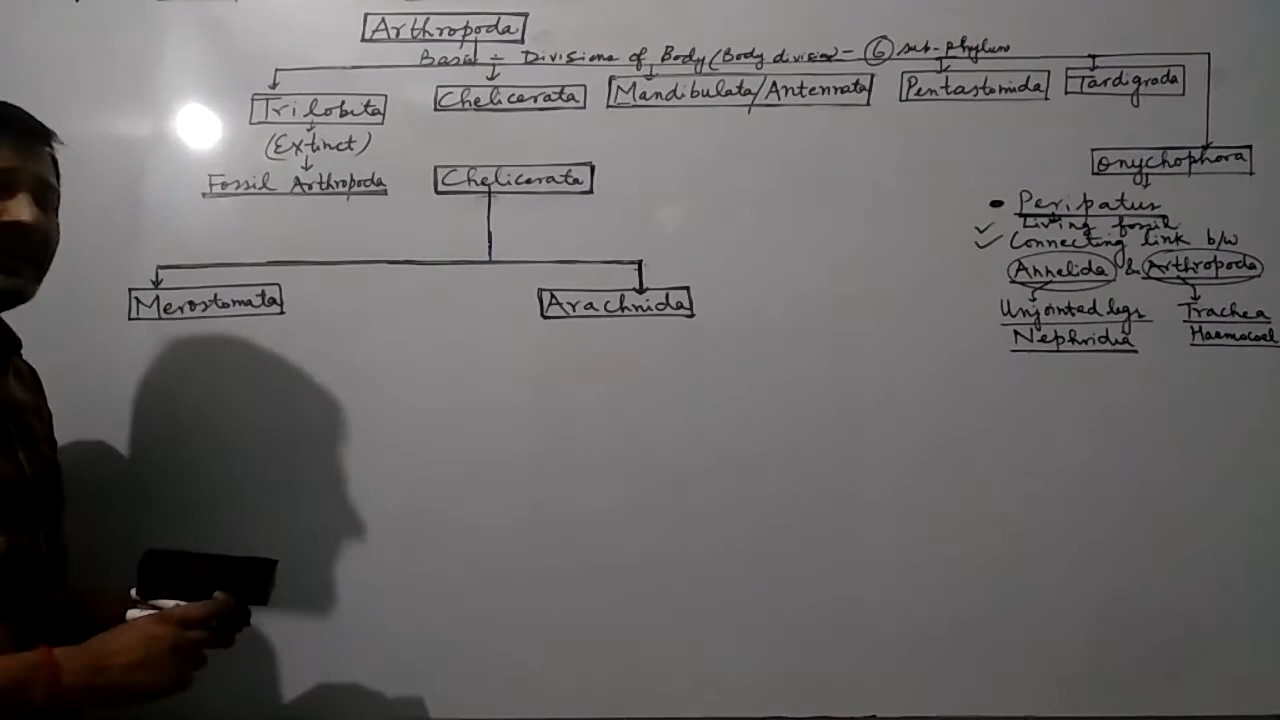 Arthropoda
Base ÷ Divisions of Body (Body division - 6 sub-phylum
Trilobita
Chelicerata
Mandibulata/Antennata
Pentastomida
Tardigrada
(Extinct)
Fossil Arthropoda
Chelicerata
Onychophora
• Peripatus
✓ Living fossil
✓ Connecting link b/w
Annelida & Arthropoda
Merostomata
Arachnida
Unjointed legs
Trachea
Nephridia
Haemocoel